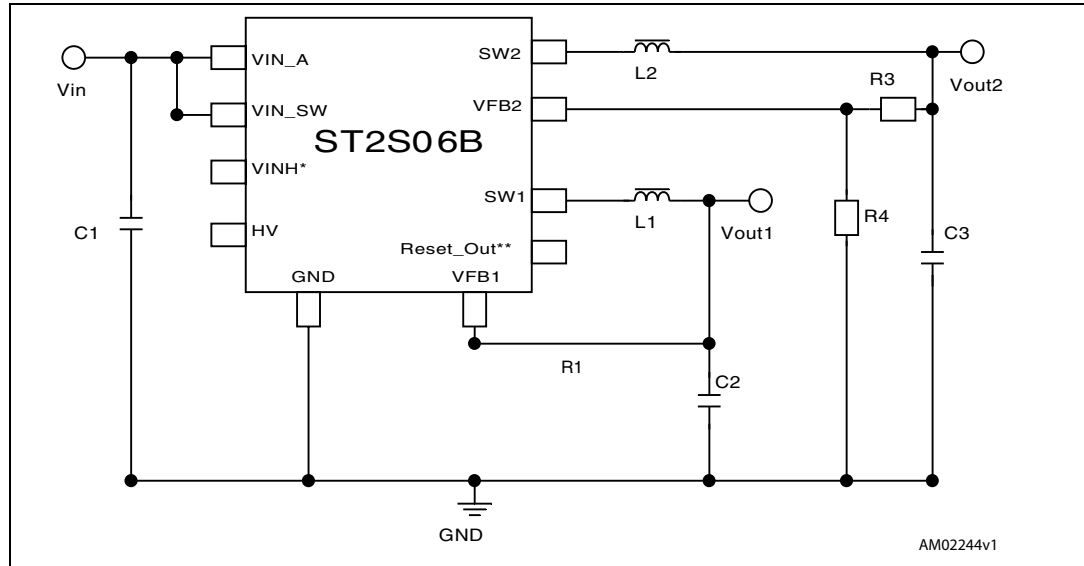 Vin
VIN_A
VIN_SW
VINH*
HV
GND
ST2S06B
SW2
VFB2
SW1
Reset_Out**
VFB1
L2
Vout2
R3
R4
L1
Vout1
C1
C3
R1
C2
GND
AM02244v1